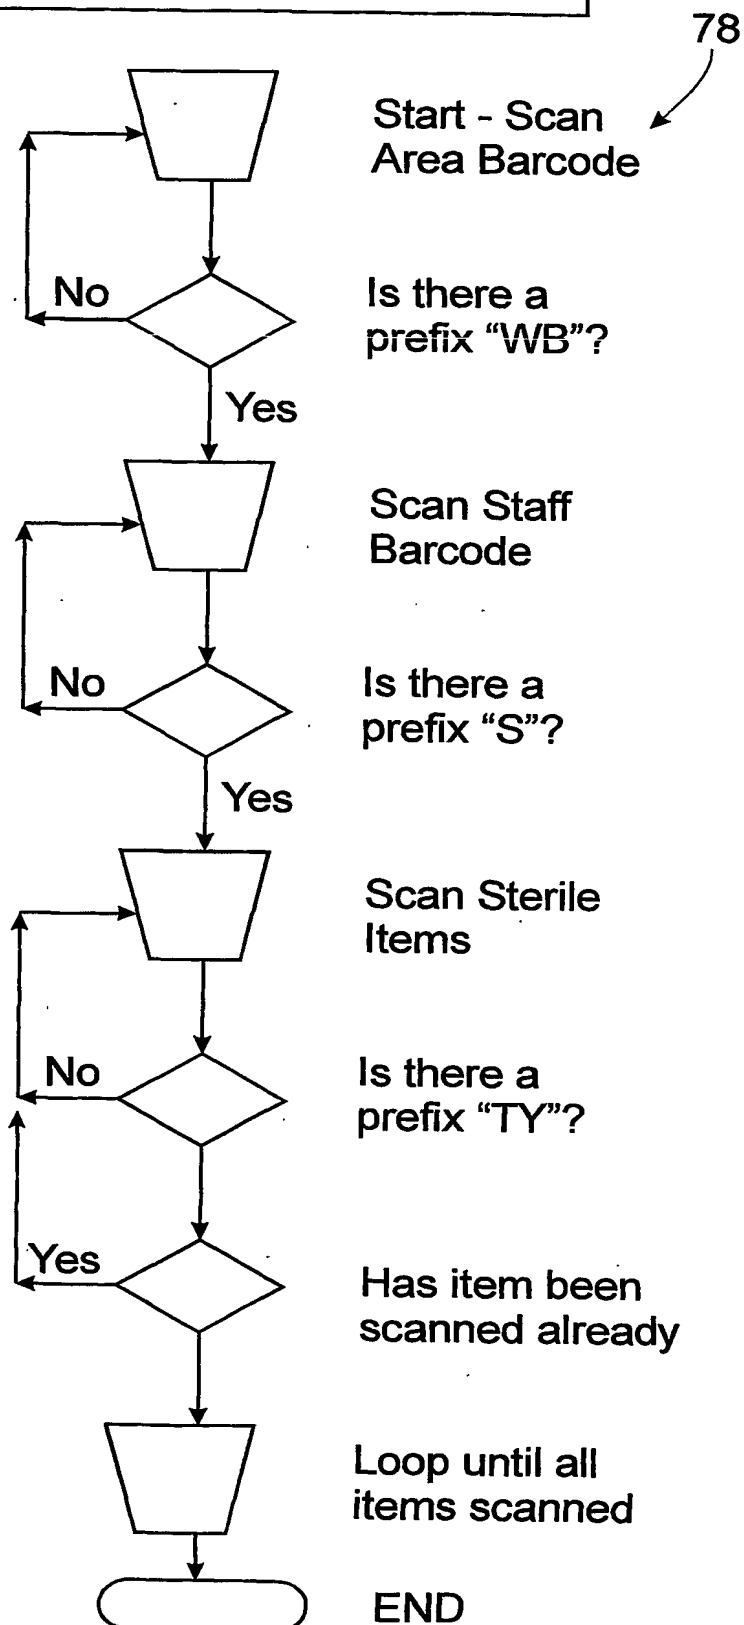 78
Start - Scan
Area Barcode
No
Is there a
prefix “WB”?
Yes
Scan Staff
Barcode
No
Is there a
prefix “S”?
Yes
Scan Sterile
Items
No
Is there a
prefix “TY”?
Yes
Has item been
scanned already
Loop until all
items scanned
END